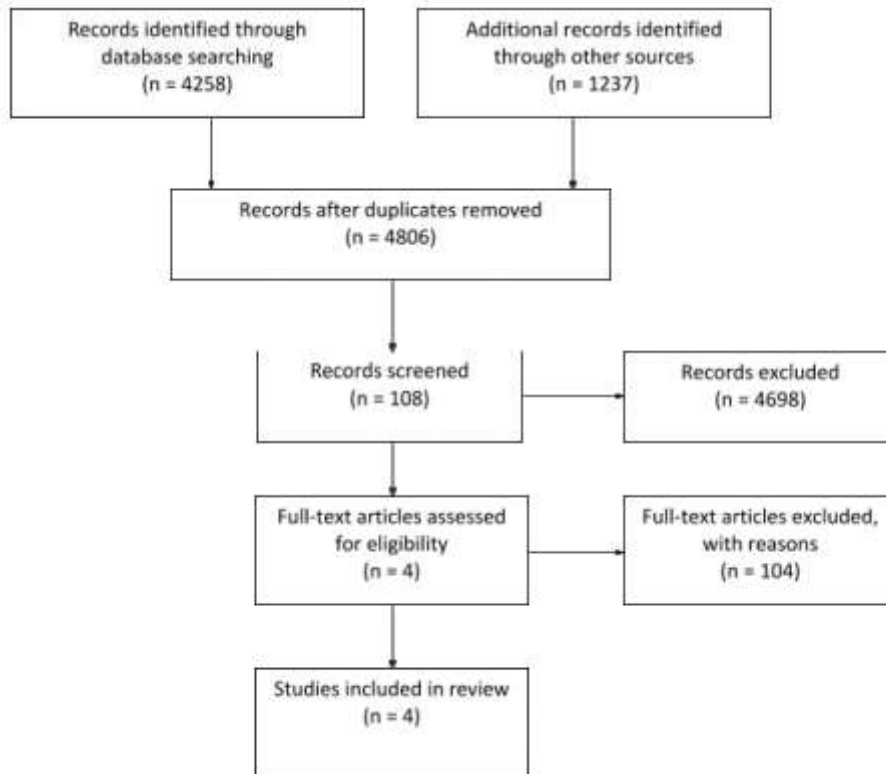 Records identified through
database searching
(n = 4258)
Additional records identified
through other sources
(n = 1237)
Records after duplicates removed
(n = 4806)
Records screened
(n = 108)
Records excluded
(n = 4698)
Full-text articles assessed
for eligibility
(n = 4)
Full-text articles excluded,
with reasons
(n = 104)
Studies included in review
(n = 4)